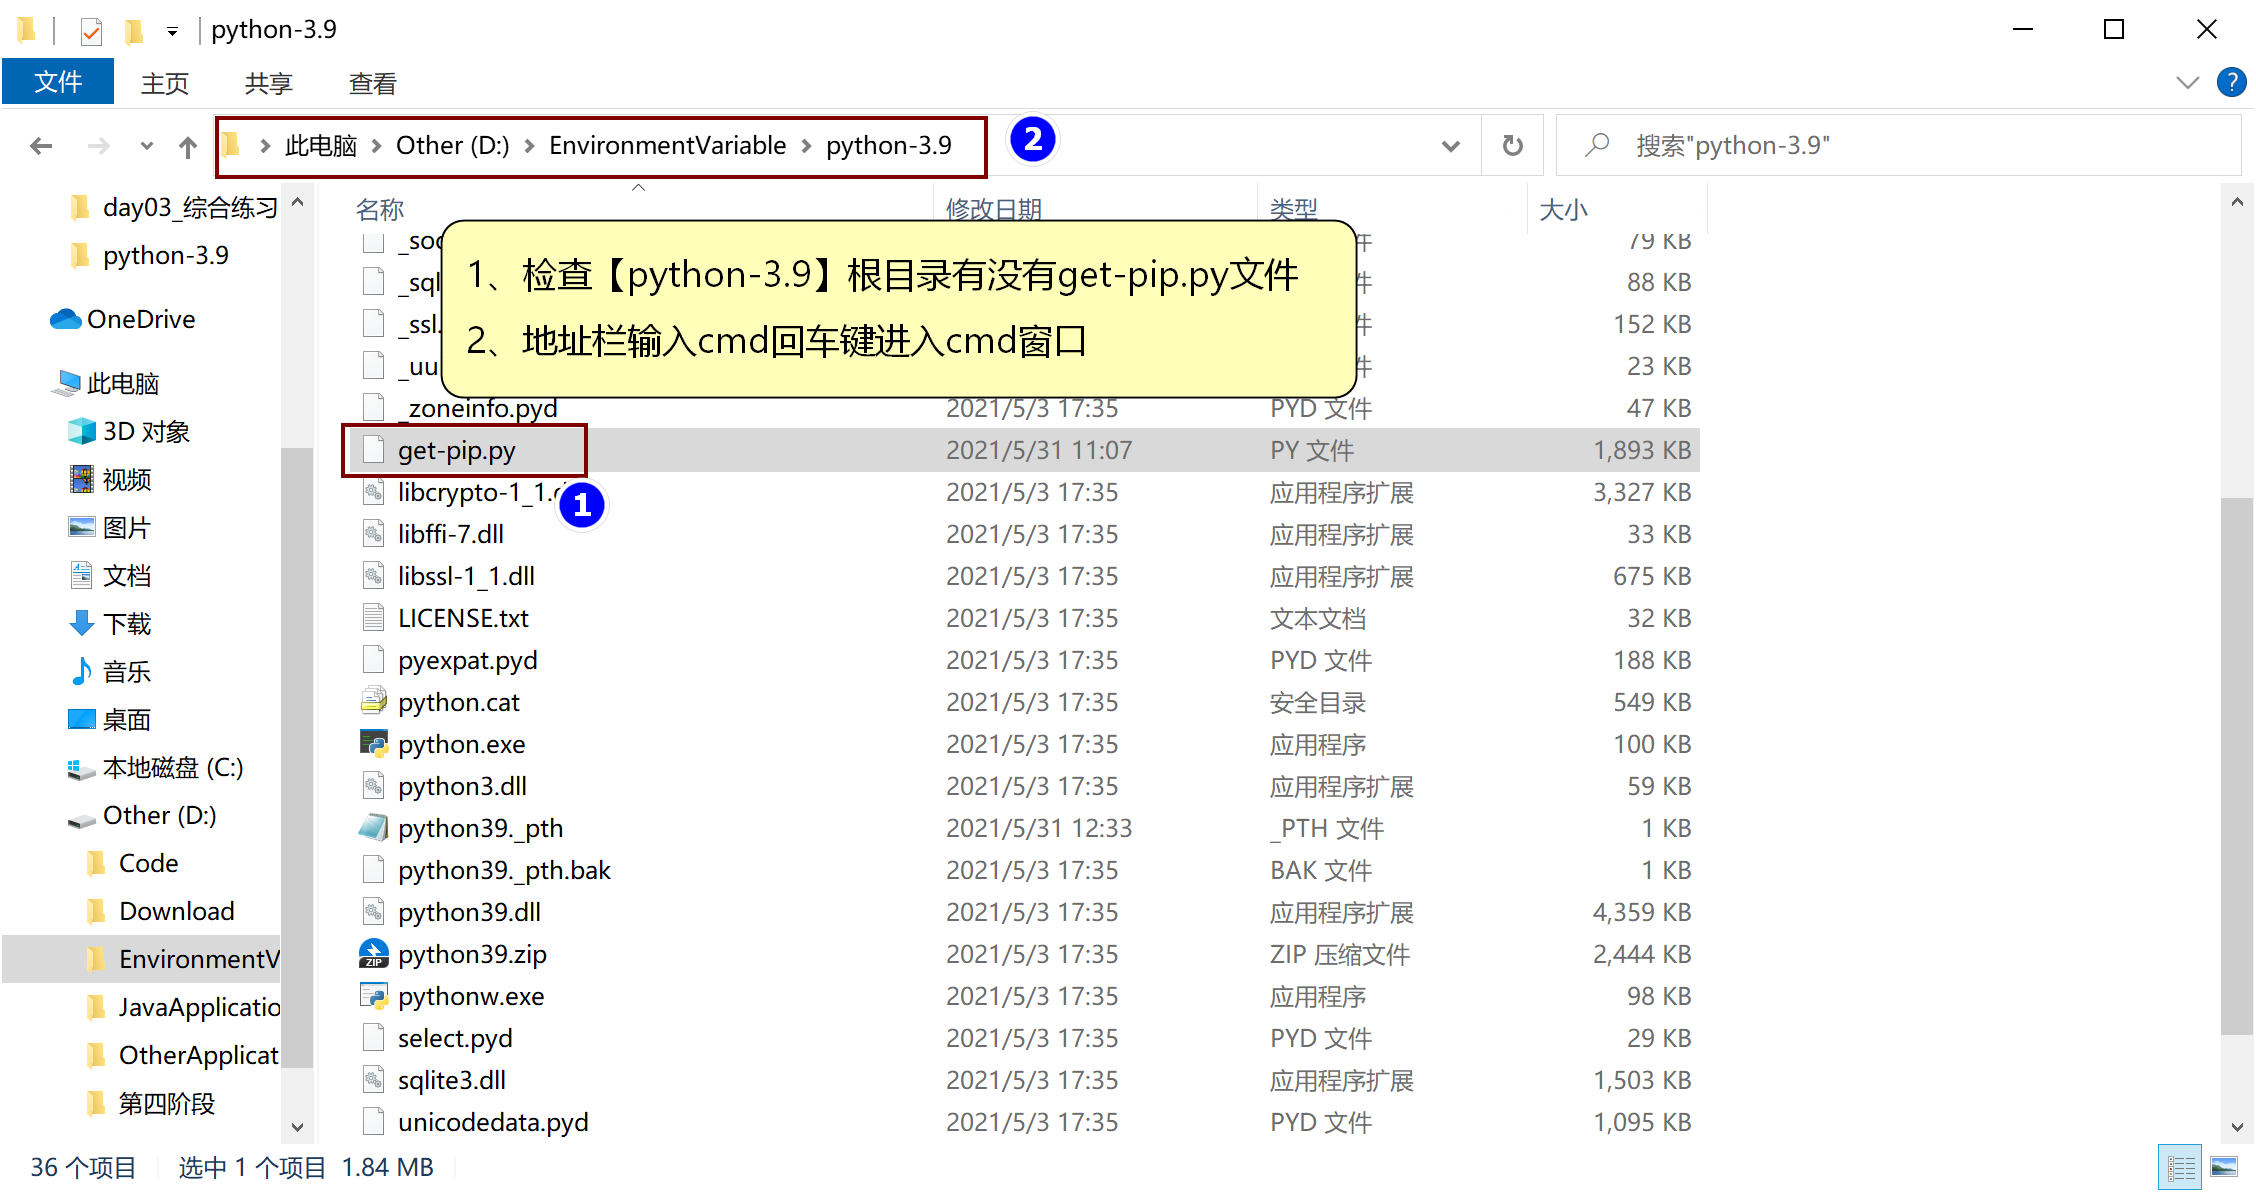 python-3.9
文件 主页 共享 查看
此电脑 Other (D:) EnvironmentVariable python-3.9 2 搜索"python-3.9"
day03_综合练习
python-3.9
OneDrive
此电脑
3D 对象
视频
图片
文档
下载
音乐
桌面
本地磁盘 (C:)
Other (D:)
Code
Download
EnvironmentV
JavaApplicatio
OtherApplicat
第四阶段
名称 修改日期 类型 大小
1、检查【python-3.9】根目录有没有get-pip.py文件
2、地址栏输入cmd回车键进入cmd窗口
_soc 件 79 KB
_sql 件 88 KB
_ssl. 件 152 KB
_uu 件 23 KB
_zoneinfo.pyd 2021/5/3 17:35 PYD 文件 47 KB
get-pip.py 2021/5/31 11:07 PY 文件 1,893 KB
1
libcrypto-1_1.d 2021/5/3 17:35 应用程序扩展 3,327 KB
libffi-7.dll 2021/5/3 17:35 应用程序扩展 33 KB
libssl-1_1.dll 2021/5/3 17:35 应用程序扩展 675 KB
LICENSE.txt 2021/5/3 17:35 文本文档 32 KB
pyexpat.pyd 2021/5/3 17:35 PYD 文件 188 KB
python.cat 2021/5/3 17:35 安全目录 549 KB
python.exe 2021/5/3 17:35 应用程序 100 KB
python3.dll 2021/5/3 17:35 应用程序扩展 59 KB
python39._pth 2021/5/31 12:33 _PTH 文件 1 KB
python39._pth.bak 2021/5/3 17:35 BAK 文件 1 KB
python39.dll 2021/5/3 17:35 应用程序扩展 4,359 KB
python39.zip 2021/5/3 17:35 ZIP 压缩文件 2,444 KB
pythonw.exe 2021/5/3 17:35 应用程序 98 KB
select.pyd 2021/5/3 17:35 PYD 文件 29 KB
sqlite3.dll 2021/5/3 17:35 应用程序扩展 1,503 KB
unicodedata.pyd 2021/5/3 17:35 PYD 文件 1,095 KB
36 个项目 选中 1 个项目 1.84 MB